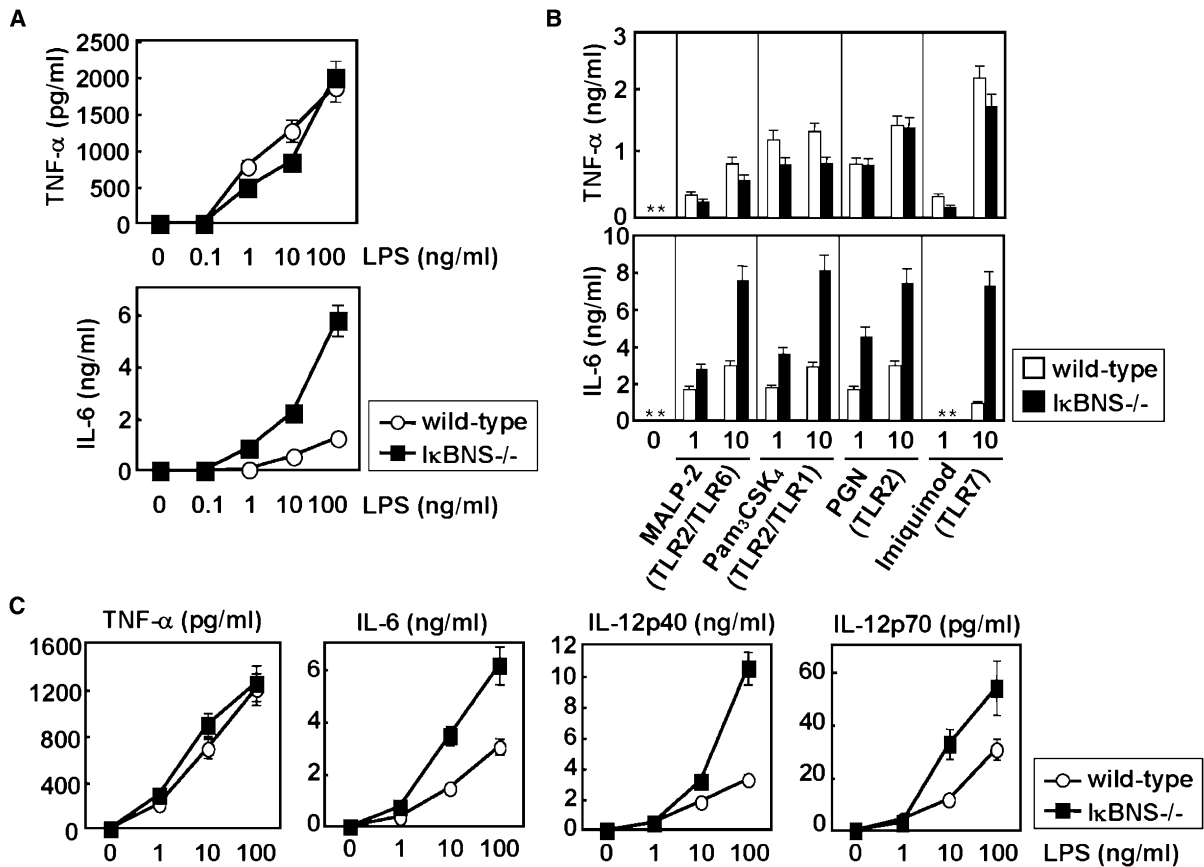 A
TNF-α (pg/ml)
2500
2000
1500
1000
500
0
0 0.1 1 10 100 LPS (ng/ml)
IL-6 (ng/ml)
6
4
2
0
0 0.1 1 10 100 LPS (ng/ml)
wild-type
IκBNS-/-
B
TNF-α (ng/ml)
3
2
1
0
**
IL-6 (ng/ml)
10
8
6
4
2
0
** **
0 1 10 1 10 1 10 1 10
MALP-2
(TLR2/TLR6)
Pam₃CSK₄
(TLR2/TLR1)
PGN
(TLR2)
Imiquimod
(TLR7)
wild-type
IκBNS-/-
C
TNF-α (pg/ml)
1600
1200
800
400
0
0 1 10 100
IL-6 (ng/ml)
6
4
2
0
0 1 10 100
IL-12p40 (ng/ml)
12
10
8
6
4
2
0
0 1 10 100
IL-12p70 (pg/ml)
60
40
20
0
0 1 10 100 LPS (ng/ml)
wild-type
IκBNS-/-